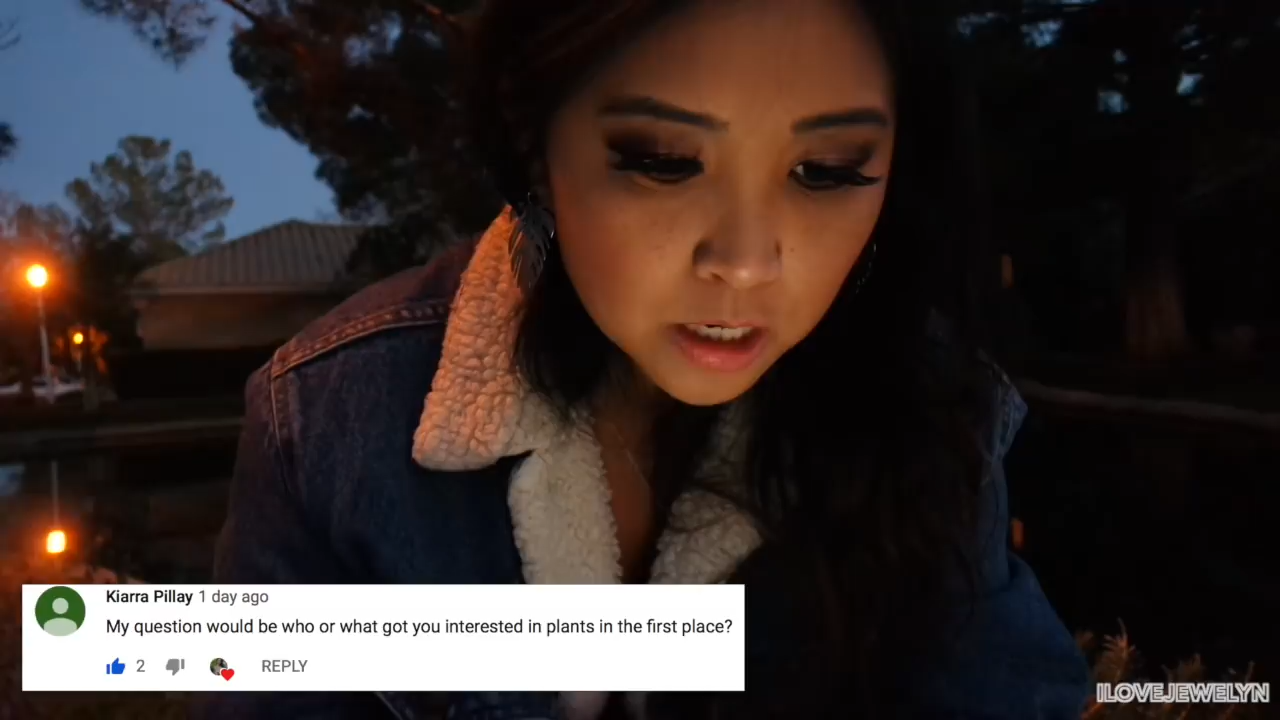 Kiarra Pillay 1 day ago
My question would be who or what got you interested in plants in the first place?
2 REPLY
ILOVEJEWELYN